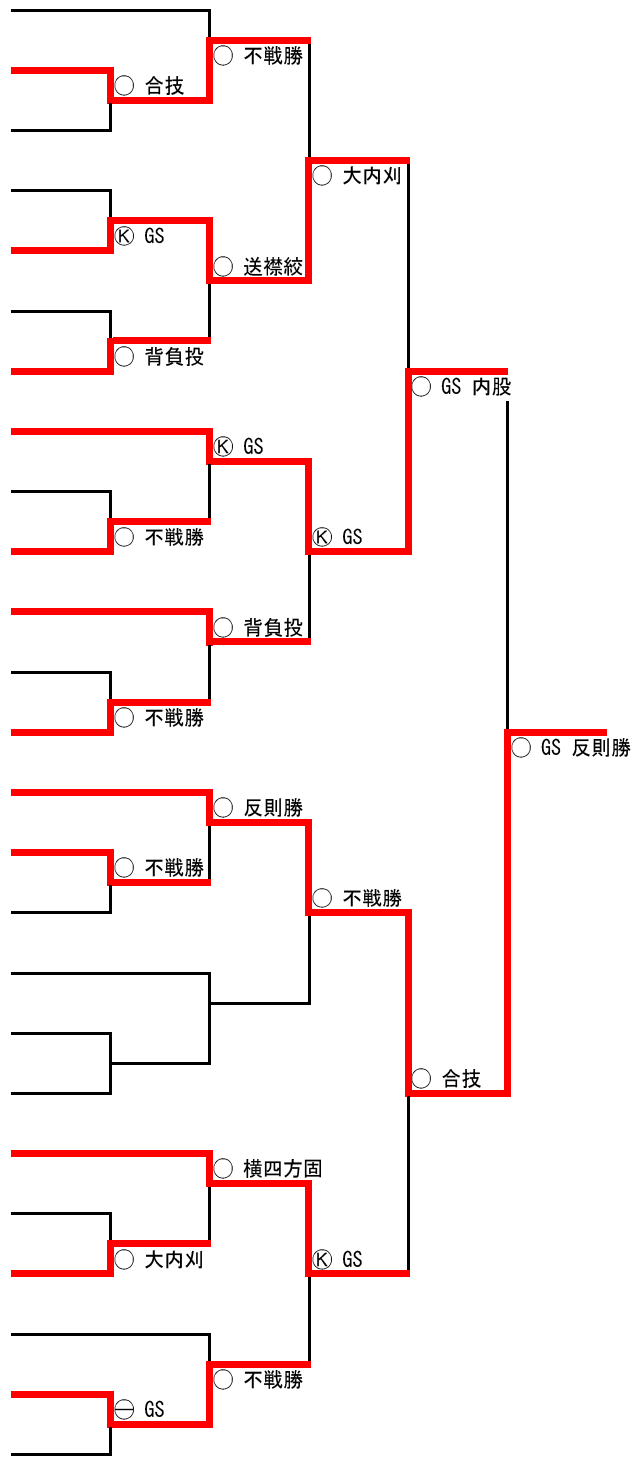 ○ 不戦勝
○ 合技
○ 大内刈
Ⓚ GS
○ 送襟絞
○ 背負投
○ GS 内股
Ⓚ GS
○ 不戦勝
Ⓚ GS
○ 背負投
○ 不戦勝
○ GS 反則勝
○ 反則勝
○ 不戦勝
○ 不戦勝
○ 合技
○ 横四方固
○ 大内刈
Ⓚ GS
○ 不戦勝
㊀ GS